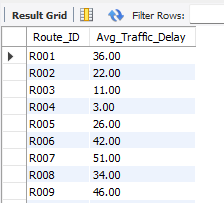 Result Grid Filter Rows:
Route_ID Avg_Traffic_Delay
R001 36.00
R002 22.00
R003 11.00
R004 3.00
R005 26.00
R006 42.00
R007 51.00
R008 34.00
R009 46.00